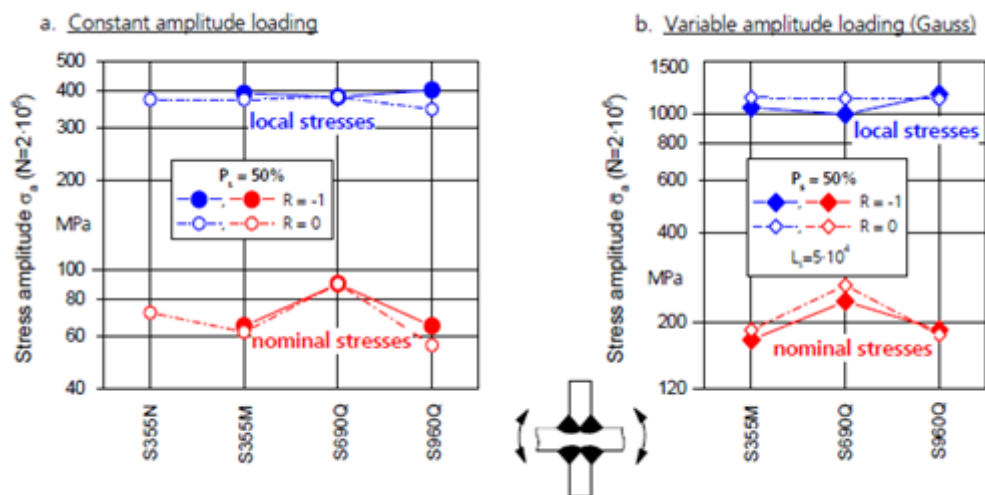 a. Constant amplitude loading
Stress amplitude σa (N=2·10⁶)
500
400
300
200
MPa
100
80
60
40
local stresses
Ps = 50%
R = -1
R = 0
nominal stresses
S355N
S355M
S690Q
S960Q
b. Variable amplitude loading (Gauss)
Stress amplitude σ̄a (N=2·10⁶)
1500
1000
800
600
400
MPa
200
120
local stresses
Ps = 50%
R = -1
R = 0
Ls=5·10⁴
nominal stresses
S355M
S690Q
S960Q